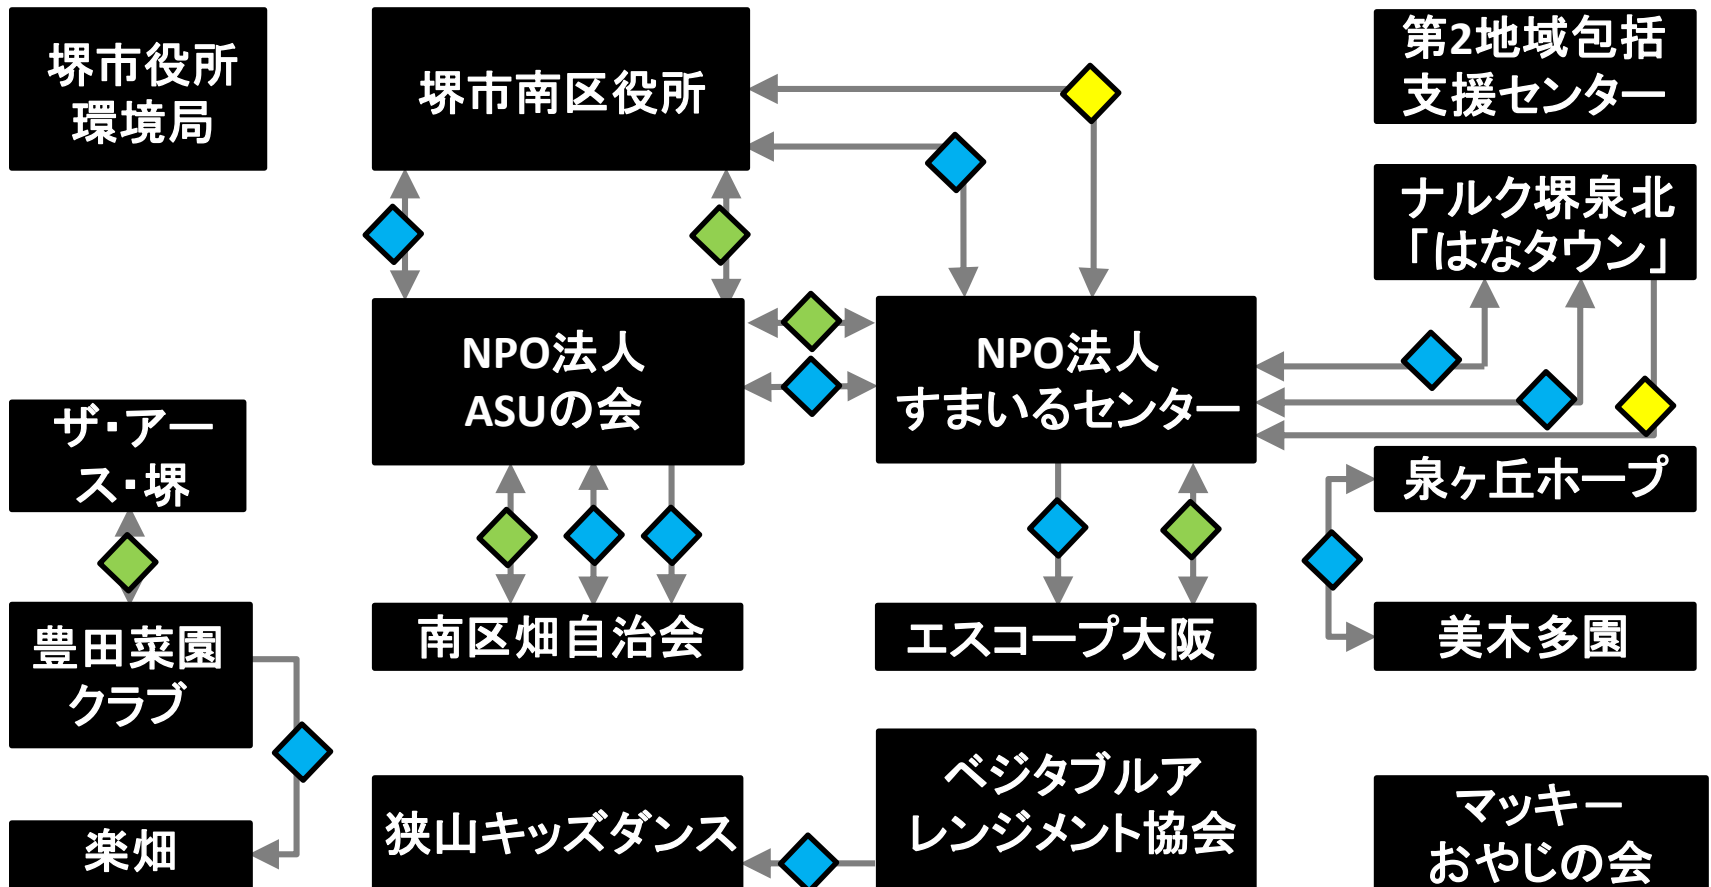 堺市役所
環境局
堺市南区役所
第2地域包括
支援センター
ナルク堺泉北
「はなタウン」
NPO法人
ASUの会
NPO法人
すまいるセンター
ザ・アー
ス・堺
泉ヶ丘ホープ
豊田菜園
クラブ
南区畑自治会
エスコープ大阪
美木多園
楽畑
狭山キッズダンス
ベジタブルア
レンジメント協会
マッキー
おやじの会